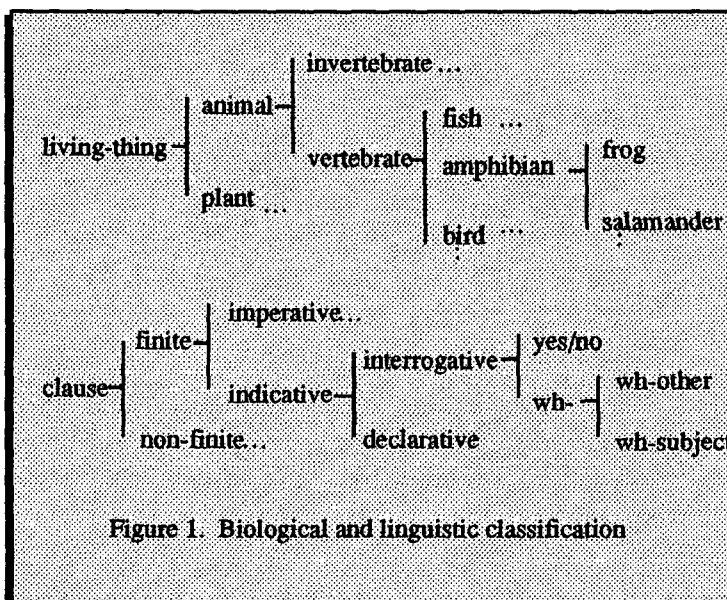 invertebrate ...
animal
fish ...
living-thing
vertebrate
amphibian
frog
plant ...
bird ...
salamander
imperative...
finite
interrogative
yes/no
clause
indicative
wh-
wh-other
non-finite...
declarative
wh-subject
Figure 1. Biological and linguistic classification